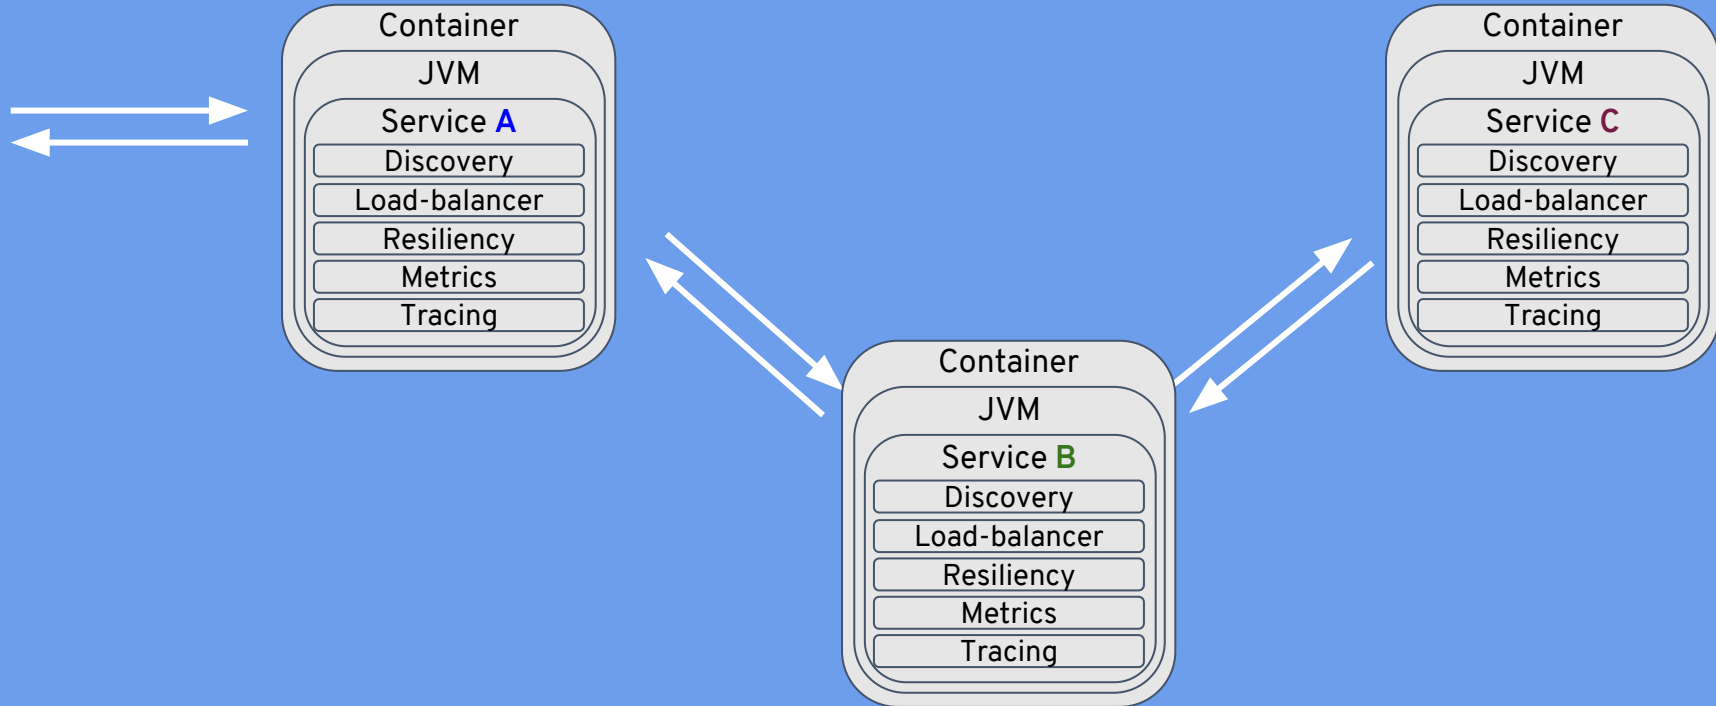 Container
JVM
Service A
Discovery
Load-balancer
Resiliency
Metrics
Tracing
Container
JVM
Service B
Discovery
Load-balancer
Resiliency
Metrics
Tracing
Container
JVM
Service C
Discovery
Load-balancer
Resiliency
Metrics
Tracing